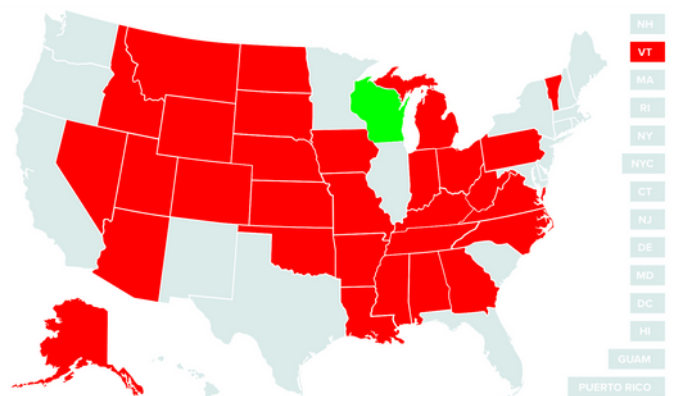 NH
VT
MA
RI
NY
NYC
CT
NJ
DE
MD
DC
HI
GUAM
PUERTO RICO